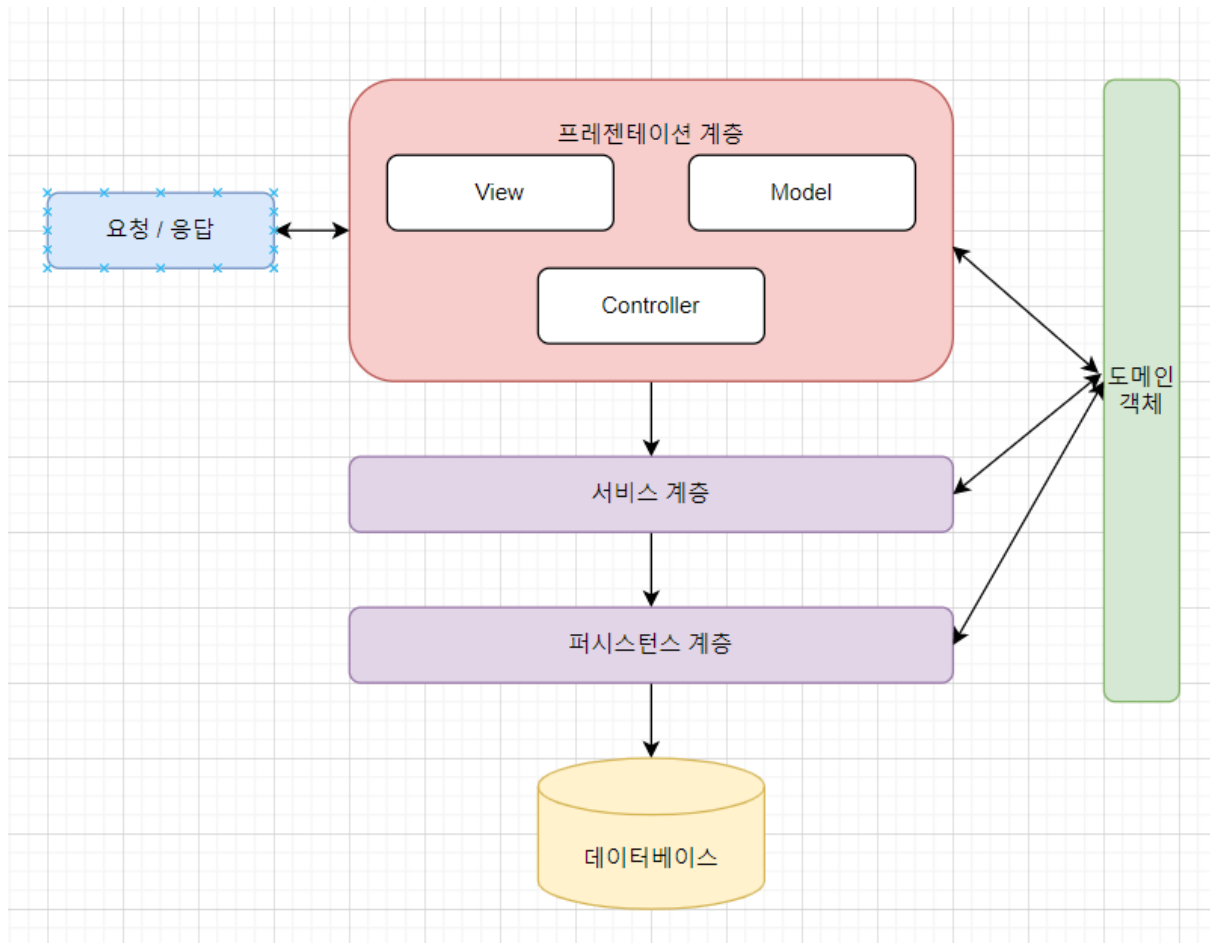 프레젠테이션 계층
View
Model
요청 / 응답
Controller
도메인
객체
서비스 계층
퍼시스턴스 계층
데이터베이스